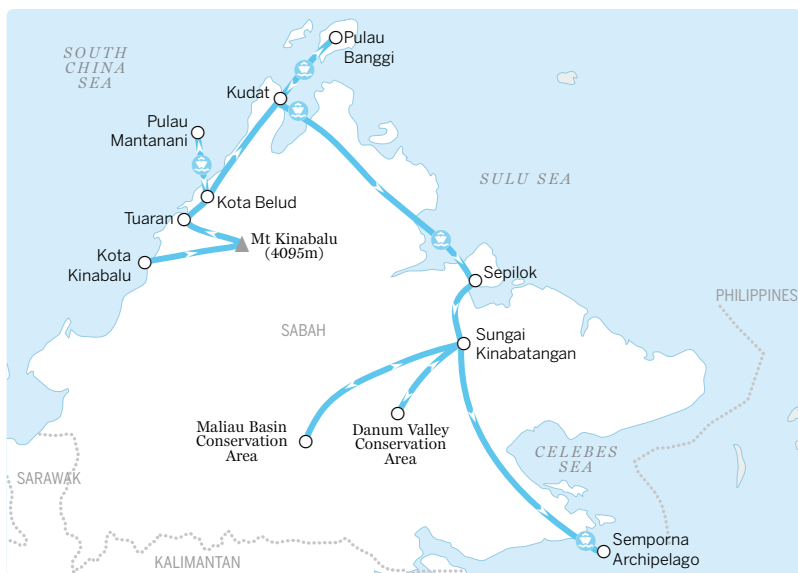 SOUTH
CHINA
SEA
Pulau
Banggi
Kudat
Pulau
Mantanani
SULU SEA
Kota Belud
Tuaran
Mt Kinabalu
(4095m)
Kota
Kinabalu
Sepilok
PHILIPPINES
SABAH
Sungai
Kinabatangan
Maliau Basin
Conservation
Area
Danum Valley
Conservation
Area
CELEBES
SEA
SARAWAK
Semporna
Archipelago
KALIMANTAN